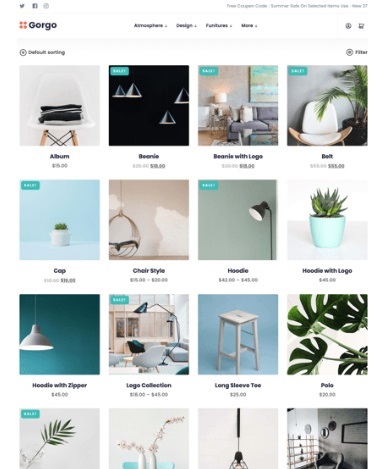 Free Coupon Code : Summer Sale On Selected Items Use : New 27
Gorgo
Atmosphere Design Funitures More
Default sorting Filter
SALE! SALE! SALE!
Album Beanie Beanie with Logo Belt
$15.00 $20.00 $18.00 $20.00 $18.00 $65.00 $55.00
SALE! SALE!
Cap Chair Style Hoodie Hoodie with Logo
$18.00 $16.00 $15.00 – $20.00 $42.00 – $45.00 $45.00
SALE!
Hoodie with Zipper Logo Collection Long Sleeve Tee Polo
$45.00 $18.00 – $45.00 $25.00 $20.00
SALE! SALE!